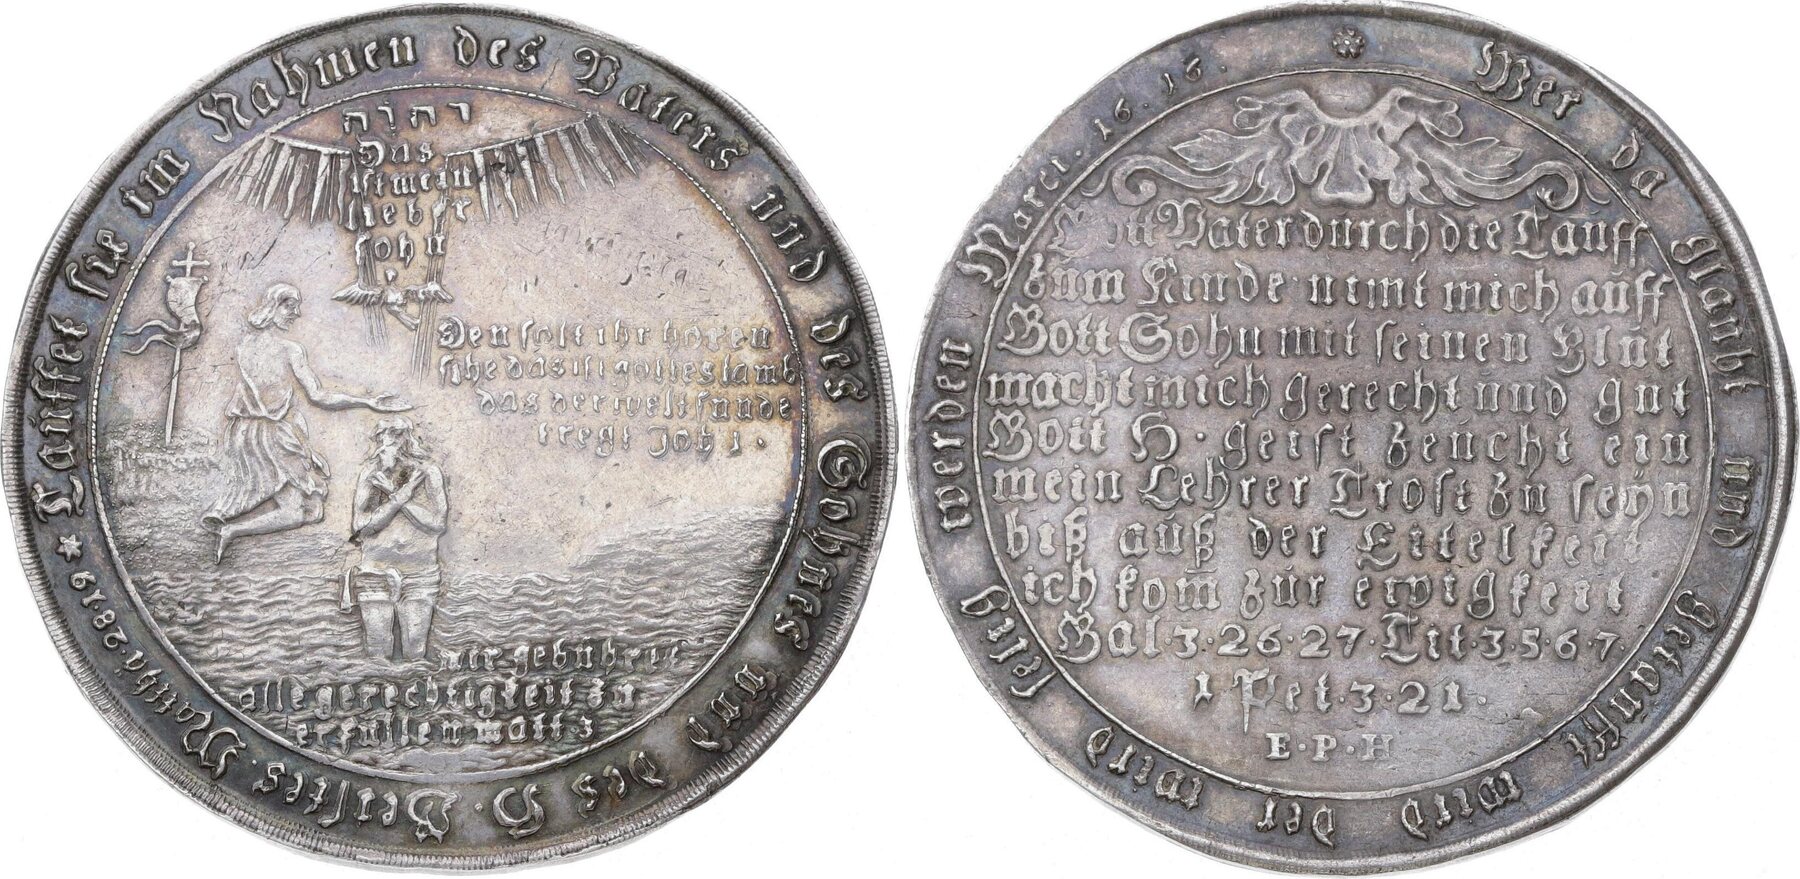 ✶ Tauffet sie im Nahmen des Vaters und des Sohnes und des H. Geistes. Matth. 28 19
יהוה
Das
ist mein
lieber
sohn
Den solt ihr horen
sihe das ist gottes lamb
das der welt sunde
tregt Joh 1.
mir gebuhret
alle gerechtigkeit zu
erfullen matt 3
Wer da glaubt und getaufft wird der wird selig werden Marci. 16. 16.
Gott Vater durch die Tauff
Zum Kinde nimt mich auff
Gott Sohn mit seinen Blut
macht mich gerecht und gut
Gott H. geist zeucht ein
mein Lehrer Trost zu seyn
biß auß der Eitelkeit
ich kom zur ewigkeit
Gal 3. 26. 27. Tit. 3 5 6. 7.
1 Pet. 3. 21.
E · P · H